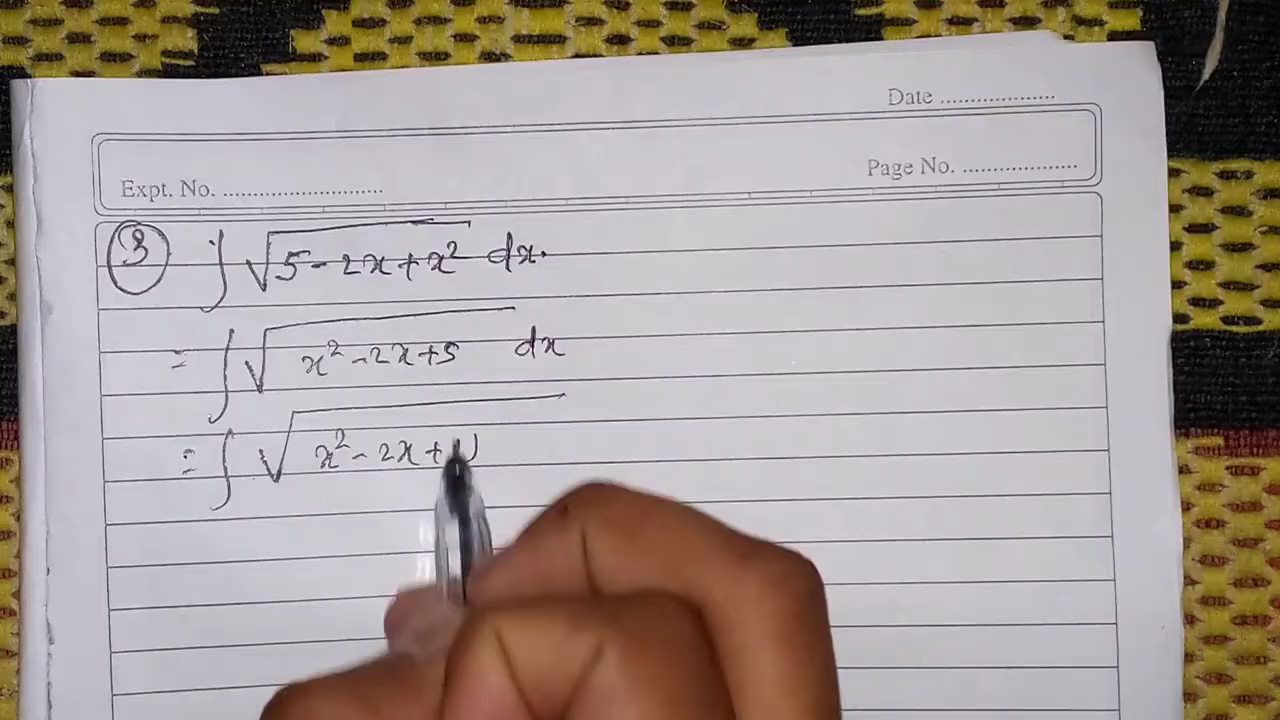 Date ...................
Expt. No. ..........................
Page No. ...................
③ ∫ √5-2x+x² dx.
= ∫ √x²-2x+5 dx
= ∫ √x²-2x+